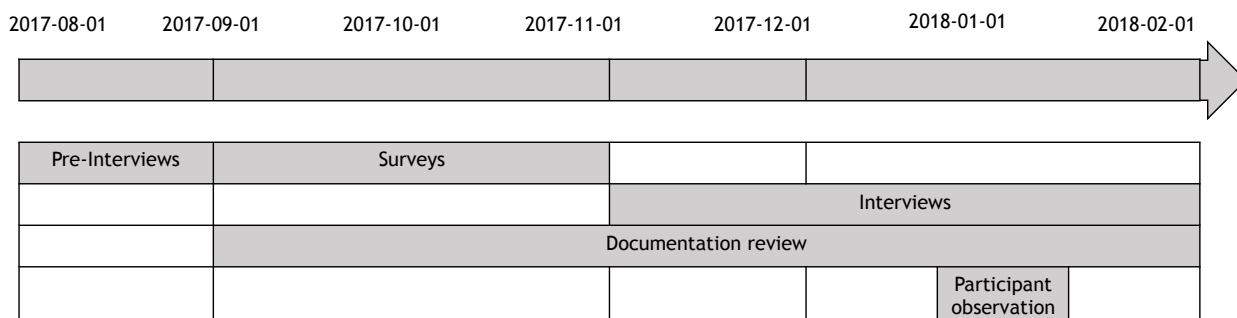 2017-08-01 2017-09-01 2017-10-01 2017-11-01 2017-12-01 2018-01-01 2018-02-01
Pre-Interviews Surveys
Interviews
Documentation review
Participant
observation